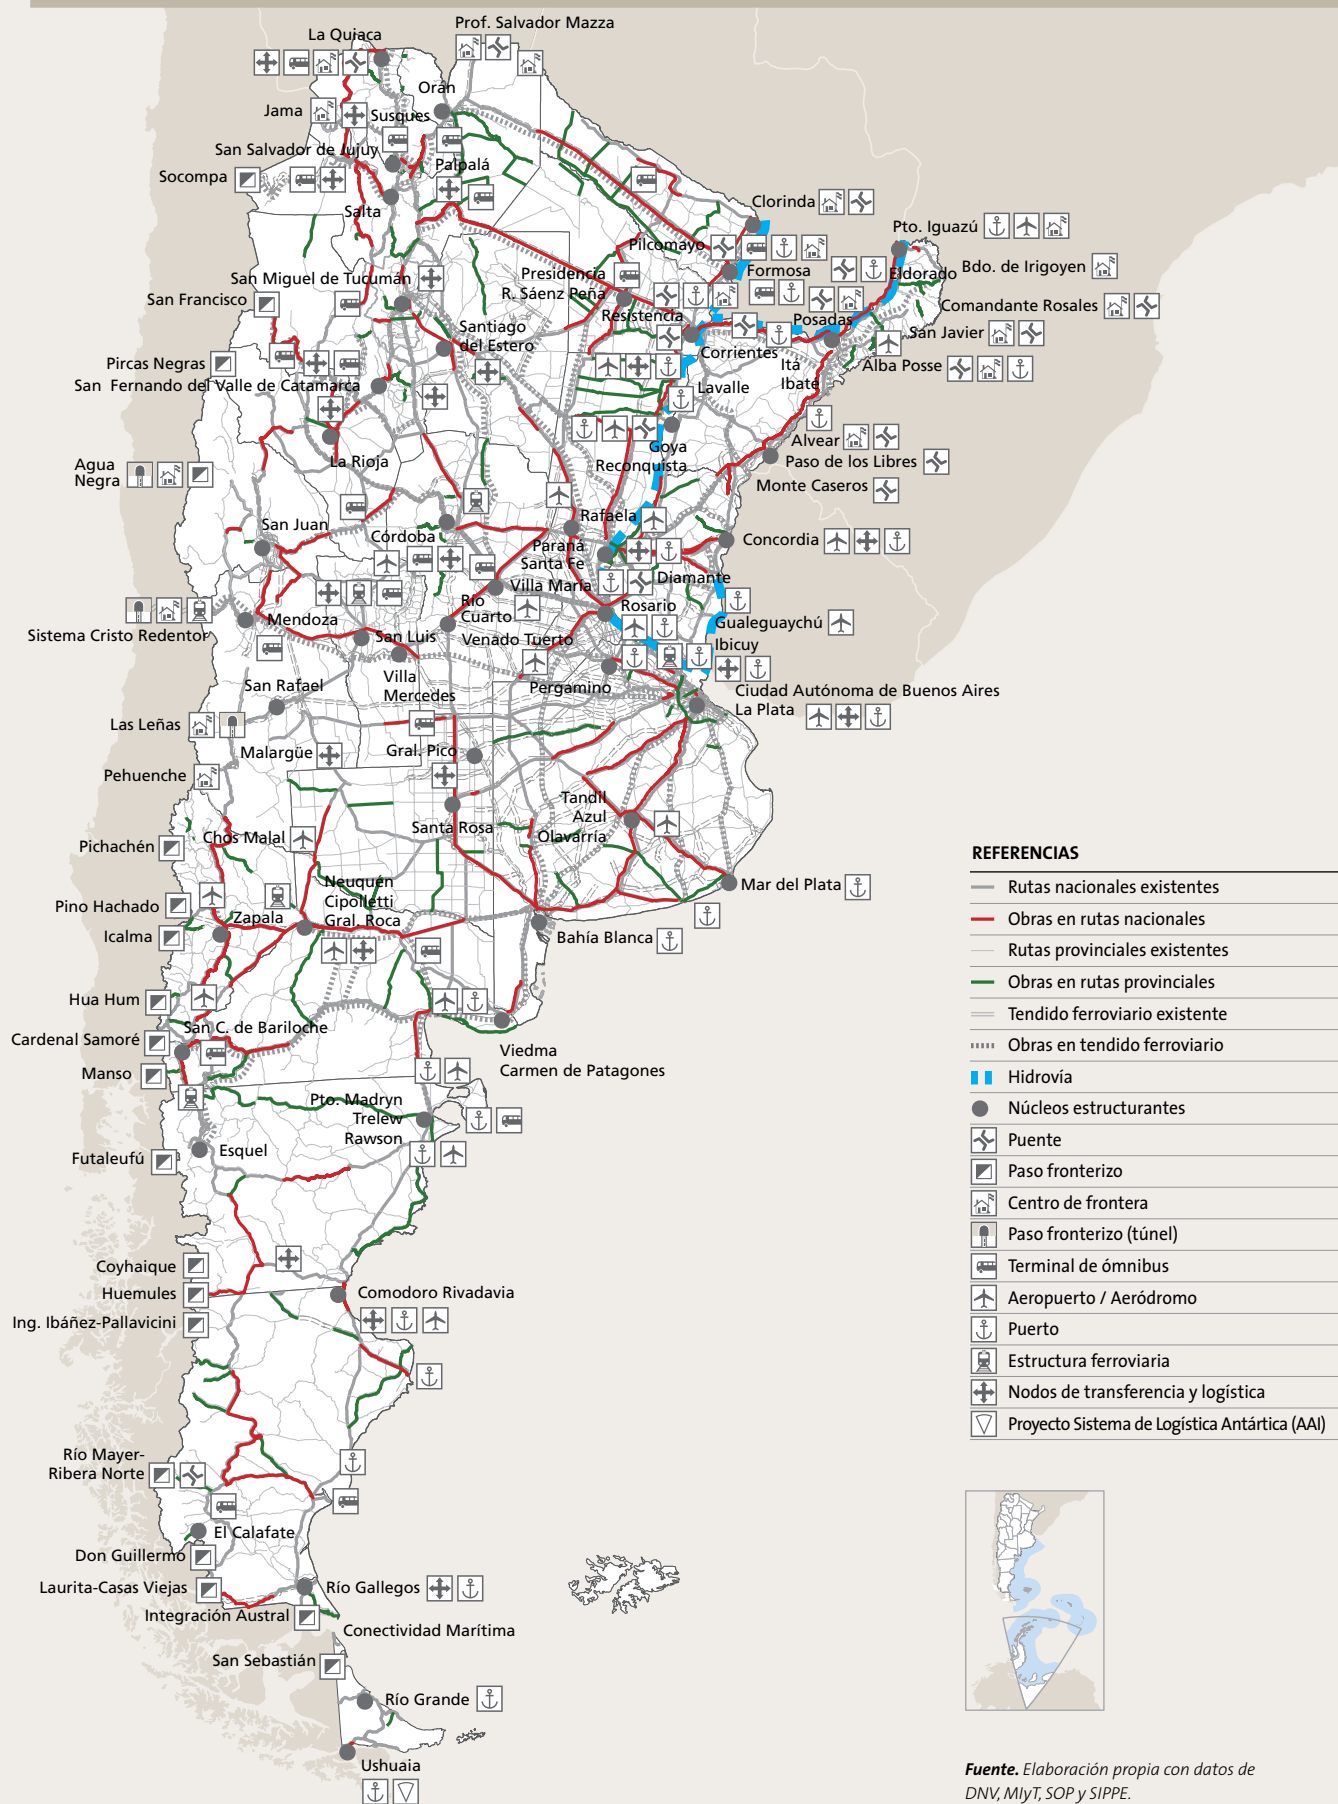 Prof. Salvador Mazza
La Quiaca
Orán
Jama
Susques
San Salvador de Jujuy
Palpalá
Socompa
Salta
Clorinda
Pto. Iguazú
Pilcomayo
Bdo. de Irigoyen
Formosa
Eldorado
Presidencia
R. Sáenz Peña
San Miguel de Tucumán
San Francisco
Comandante Rosales
Resistencia
Posadas
San Javier
Santiago
del Estero
Corrientes
Itá
Ibaté
Alba Posse
Pircas Negras
San Fernando del Valle de Catamarca
Lavalle
Goya
Reconquista
Alvear
Paso de los Libres
La Rioja
Agua
Negra
Monte Caseros
San Juan
Rafaela
Córdoba
Concordia
Paraná
Santa Fe
Diamante
Villa María
Río
Cuarto
Rosario
Gualeguaychú
Mendoza
Sistema Cristo Redentor
San Luis
Venado Tuerto
Ibicuy
Villa
Mercedes
Pergamino
San Rafael
Ciudad Autónoma de Buenos Aires
La Plata
Las Leñas
Malargüe
Gral. Pico
Pehuenche
Tandil
Azul
Olavarría
Santa Rosa
Chos Malal
Pichachén
Mar del Plata
Neuquén
Cipolletti
Gral. Roca
Pino Hachado
Zapala
Icalma
Bahía Blanca
Hua Hum
San C. de Bariloche
Cardenal Samoré
Viedma
Carmen de Patagones
Manso
Pto. Madryn
Trelew
Rawson
Esquel
Futaleufú
Coyhaique
Huemules
Comodoro Rivadavia
Ing. Ibáñez-Pallavicini
Río Mayer-
Ribera Norte
El Calafate
Don Guillermo
Laurita-Casas Viejas
Río Gallegos
Integración Austral
Conectividad Marítima
San Sebastián
Río Grande
Ushuaia
REFERENCIAS
Rutas nacionales existentes
Obras en rutas nacionales
Rutas provinciales existentes
Obras en rutas provinciales
Tendido ferroviario existente
Obras en tendido ferroviario
Hidrovía
Núcleos estructurantes
Puente
Paso fronterizo
Centro de frontera
Paso fronterizo (túnel)
Terminal de ómnibus
Aeropuerto / Aeródromo
Puerto
Estructura ferroviaria
Nodos de transferencia y logística
Proyecto Sistema de Logística Antártica (AAI)
Fuente. Elaboración propia con datos de
DNV, MIyT, SOP y SIPPE.